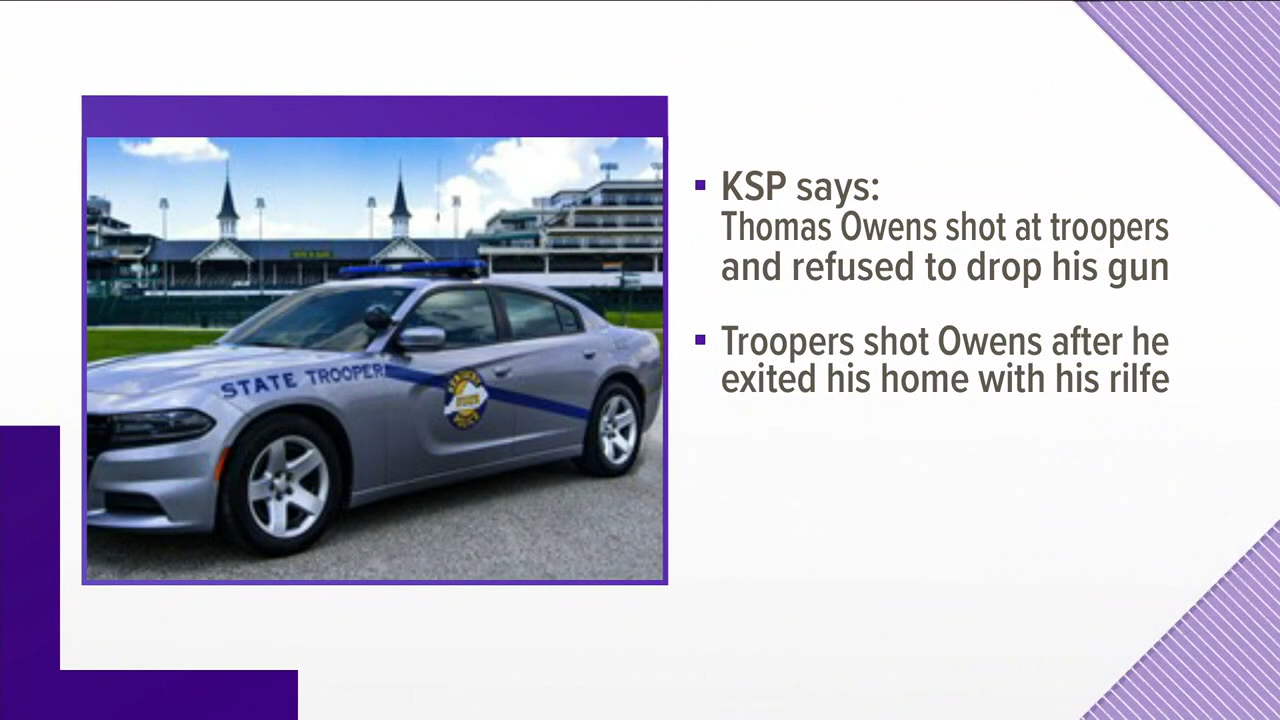 KSP says:
Thomas Owens shot at troopers
and refused to drop his gun
Troopers shot Owens after he
exited his home with his rilfe
STATE TROOPER